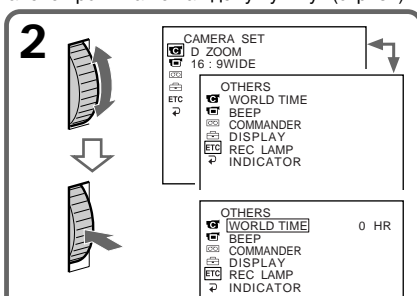 2
CAMERA SET
D ZOOM
16 : 9WIDE
ETC
OTHERS
WORLD TIME
BEEP
COMMANDER
DISPLAY
ETC REC LAMP
INDICATOR
OTHERS
WORLD TIME 0 HR
BEEP
COMMANDER
DISPLAY
ETC REC LAMP
INDICATOR